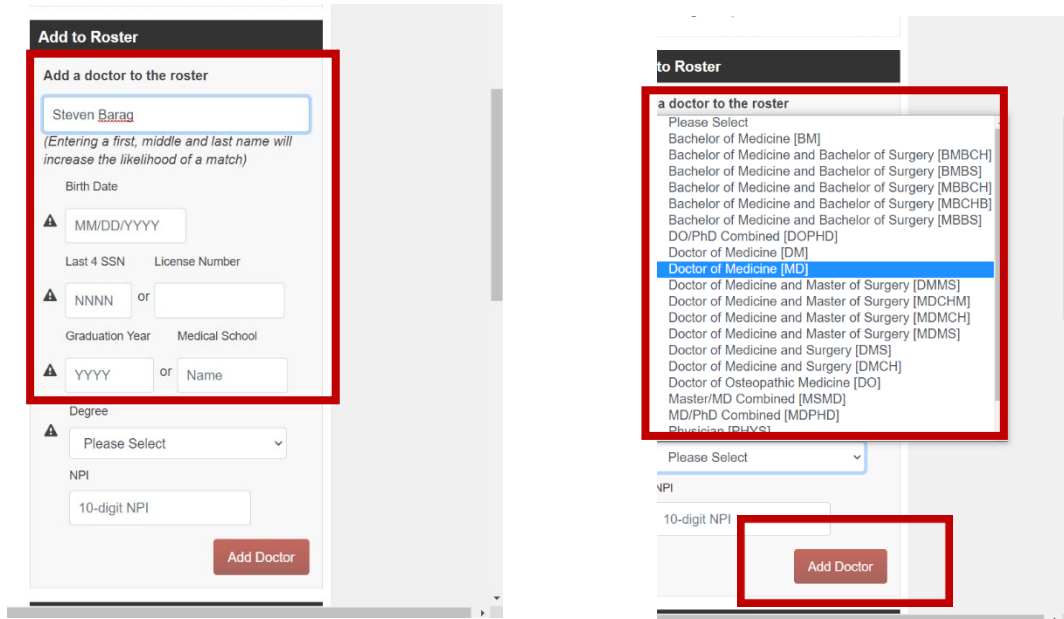 Add to Roster
Add a doctor to the roster
Steven Barag
(Entering a first, middle and last name will
increase the likelihood of a match)
Birth Date
MM/DD/YYYY
Last 4 SSN License Number
NNNN or
Graduation Year Medical School
YYYY or Name
Degree
Please Select
NPI
10-digit NPI
Add Doctor
to Roster
a doctor to the roster
Please Select
Bachelor of Medicine [BM]
Bachelor of Medicine and Bachelor of Surgery [BMBCH]
Bachelor of Medicine and Bachelor of Surgery [BMBS]
Bachelor of Medicine and Bachelor of Surgery [MBBCH]
Bachelor of Medicine and Bachelor of Surgery [MBCHB]
Bachelor of Medicine and Bachelor of Surgery [MBBS]
DO/PhD Combined [DOPHD]
Doctor of Medicine [DM]
Doctor of Medicine [MD]
Doctor of Medicine and Master of Surgery [DMMS]
Doctor of Medicine and Master of Surgery [MDCHM]
Doctor of Medicine and Master of Surgery [MDMCH]
Doctor of Medicine and Master of Surgery [MDMS]
Doctor of Medicine and Surgery [DMS]
Doctor of Medicine and Surgery [DMCH]
Doctor of Osteopathic Medicine [DO]
Master/MD Combined [MSMD]
MD/PhD Combined [MDPHD]
Physician [PHYS]
Please Select
NPI
10-digit NPI
Add Doctor